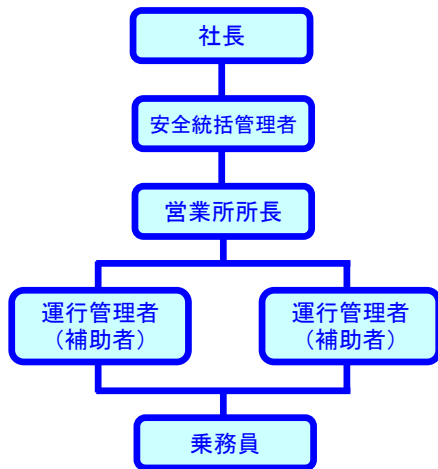 社長
安全統括管理者
営業所所長
運行管理者
（補助者）
運行管理者
（補助者）
乗務員